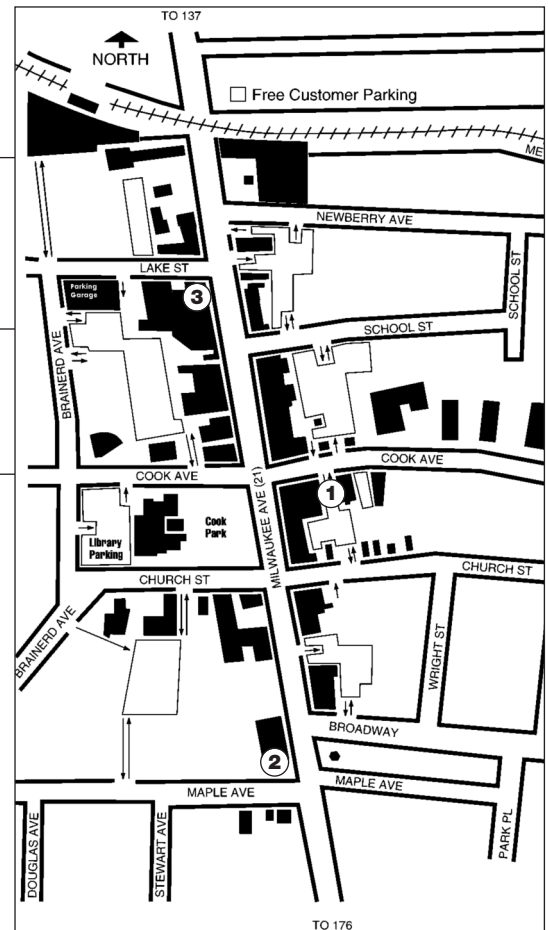 TO 137
NORTH
Free Customer Parking
ME
NEWBERRY AVE
LAKE ST
SCHOOL ST
Parking
Garage
3
SCHOOL ST
BRAINERD AVE
COOK AVE
COOK AVE
MILWAUKEE AVE (21)
1
Library
Parking
Cook
Park
CHURCH ST
CHURCH ST
BRAINERD AVE
WRIGHT ST
BROADWAY
2
MAPLE AVE
MAPLE AVE
DOUGLAS AVE
STEWART AVE
PARK PL
TO 176